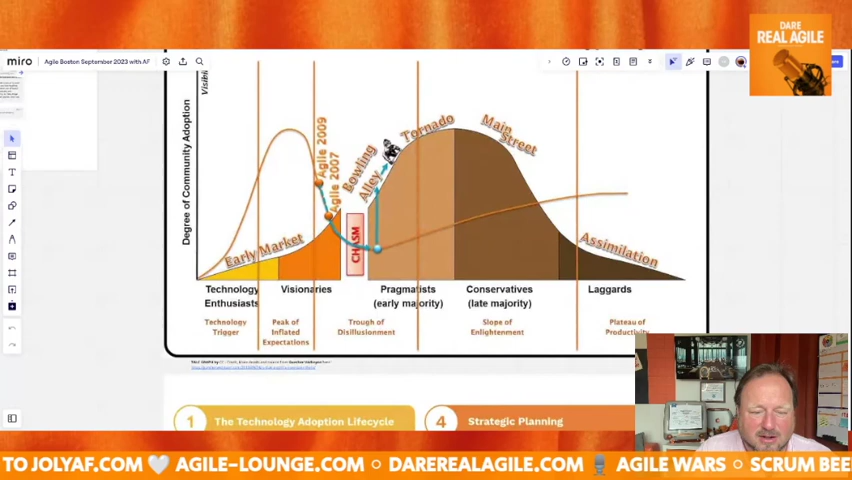 DARE
REAL AGILE
miro
Agile Boston September 2023 with AF
Degree of Community Adoption
Agile 2009
Agile 2007
Bowling
Alley
Tornado
Main
Street
Early Market
CHASM
Assimilation
Technology
Enthusiasts
Visionaries
Pragmatists
(early majority)
Conservatives
(late majority)
Laggards
Technology
Trigger
Peak of
Inflated
Expectations
Trough of
Disillusionment
Slope of
Enlightenment
Plateau of
Productivity
1 The Technology Adoption Lifecycle
4 Strategic Planning
TO JOLYAF.COM 🤍 AGILE-LOUNGE.COM ○ DAREREALAGILE.COM 🎙 AGILE WARS ○ SCRUM BEE